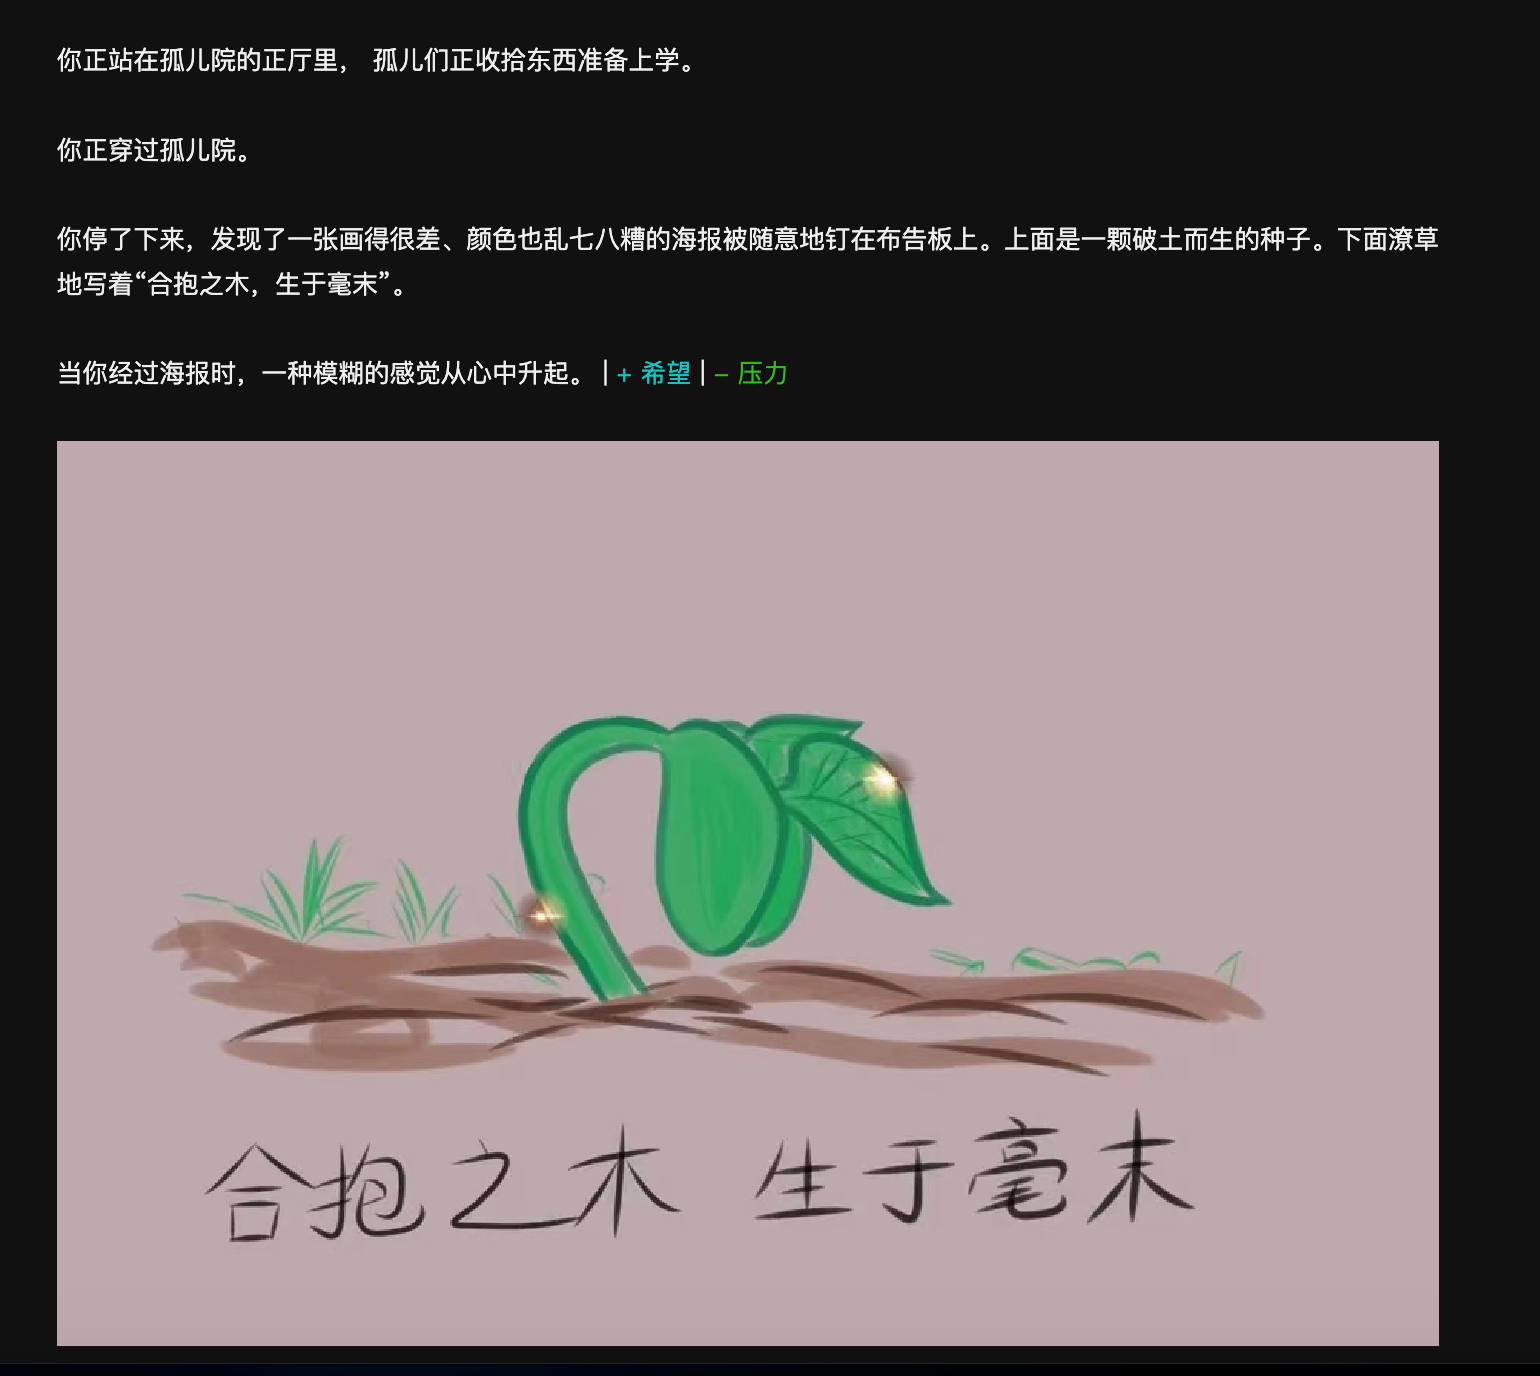 你正站在孤儿院的正厅里， 孤儿们正收拾东西准备上学。
你正穿过孤儿院。
你停了下来，发现了一张画得很差、颜色也乱七八糟的海报被随意地钉在布告板上。上面是一颗破土而生的种子。下面潦草
地写着“合抱之木，生于毫末”。
当你经过海报时，一种模糊的感觉从心中升起。 | + 希望 | − 压力
合抱之木 生于毫末